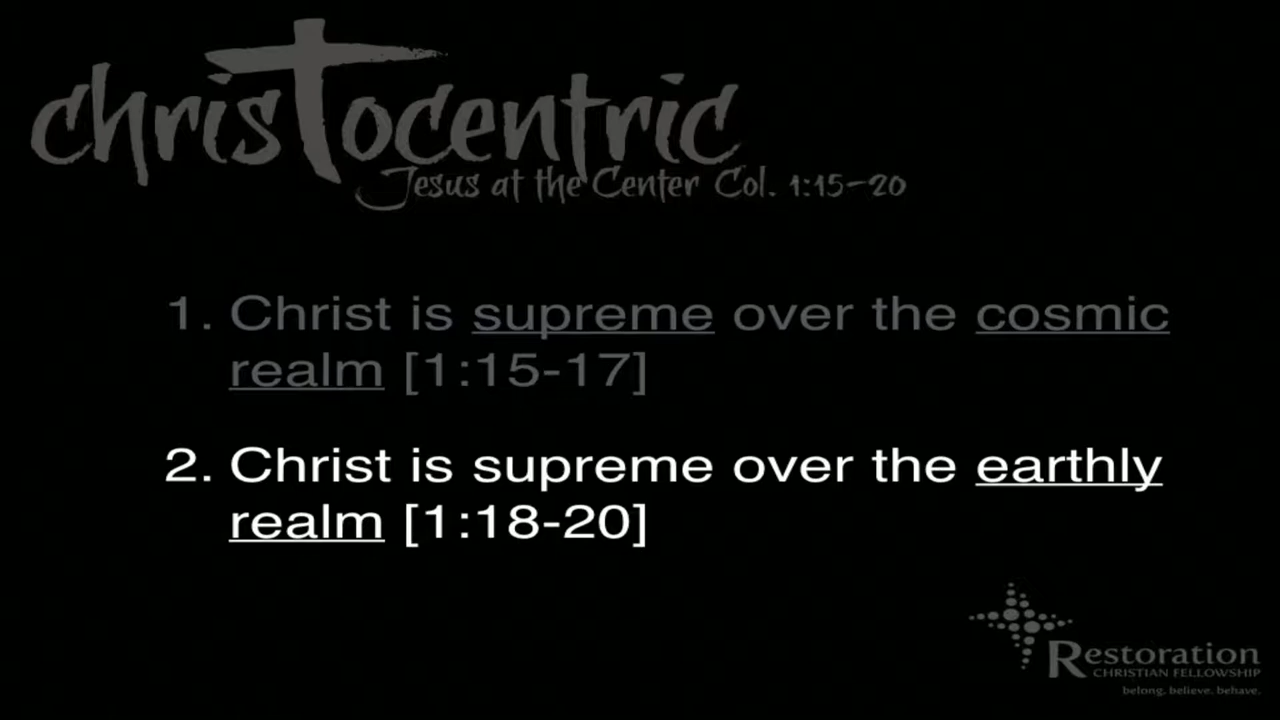 chrisTocentric
Jesus at the Center Col. 1:15-20
1. Christ is supreme over the cosmic
realm [1:15-17]
2. Christ is supreme over the earthly
realm [1:18-20]
Restoration
CHRISTIAN FELLOWSHIP
belong. believe. behave.